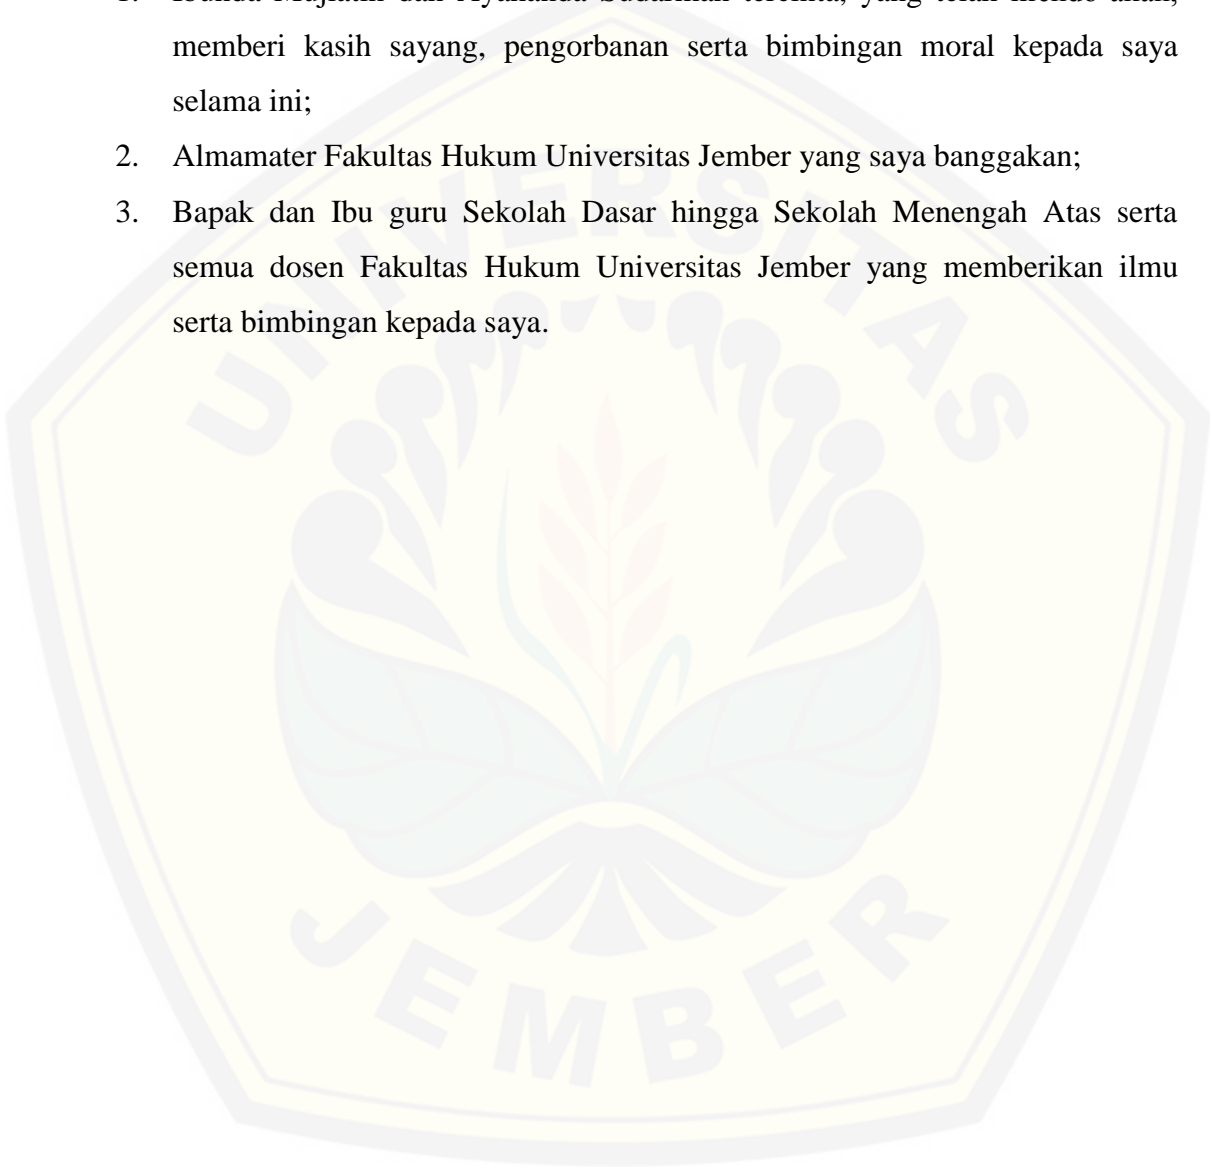 memberi kasih sayang, pengorbanan serta bimbingan moral kepada saya
selama ini;
2. Almamater Fakultas Hukum Universitas Jember yang saya banggakan;
3. Bapak dan Ibu guru Sekolah Dasar hingga Sekolah Menengah Atas serta
semua dosen Fakultas Hukum Universitas Jember yang memberikan ilmu
serta bimbingan kepada saya.
UNIVERSITAS
JEMBER